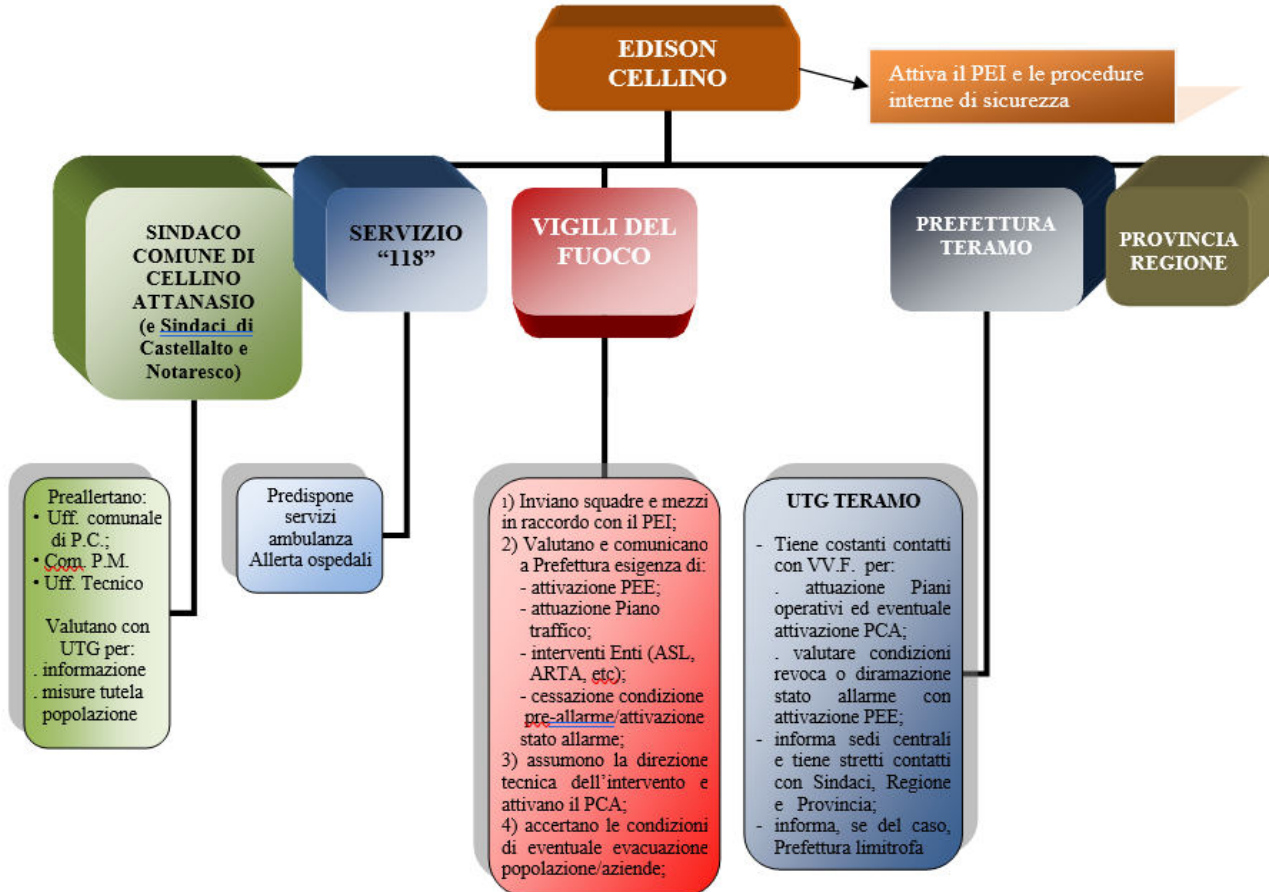 EDISON
CELLINO
Attiva il PEI e le procedure
interne di sicurezza
SINDACO
COMUNE DI
CELLINO
ATTANASIO
(e Sindaci di
Castellalto e
Notaresco)
SERVIZIO
“118”
VIGILI DEL
FUOCO
PREFETTURA
TERAMO
PROVINCIA
REGIONE
Preallertano:
• Uff. comunale
di P.C.;
• Com. P.M.
• Uff. Tecnico
Valutano con
UTG per:
. informazione
. misure tutela
popolazione
Predispone
servizi
ambulanza
Allerta ospedali
1) Inviano squadre e mezzi
in raccordo con il PEI;
2) Valutano e comunicano
a Prefettura esigenza di:
- attivazione PEE;
- attuazione Piano
traffico;
- interventi Enti (ASL,
ARTA, etc);
- cessazione condizione
pre-allarme/attivazione
stato allarme;
3) assumono la direzione
tecnica dell’intervento e
attivano il PCA;
4) accertano le condizioni
di eventuale evacuazione
popolazione/aziende;
UTG TERAMO
- Tiene costanti contatti
con VV.F. per:
. attuazione Piani
operativi ed eventuale
attivazione PCA;
. valutare condizioni
revoca o diramazione
stato allarme con
attivazione PEE;
- informa sedi centrali
e tiene stretti contatti
con Sindaci, Regione
e Provincia;
- informa, se del caso,
Prefettura limitrofa